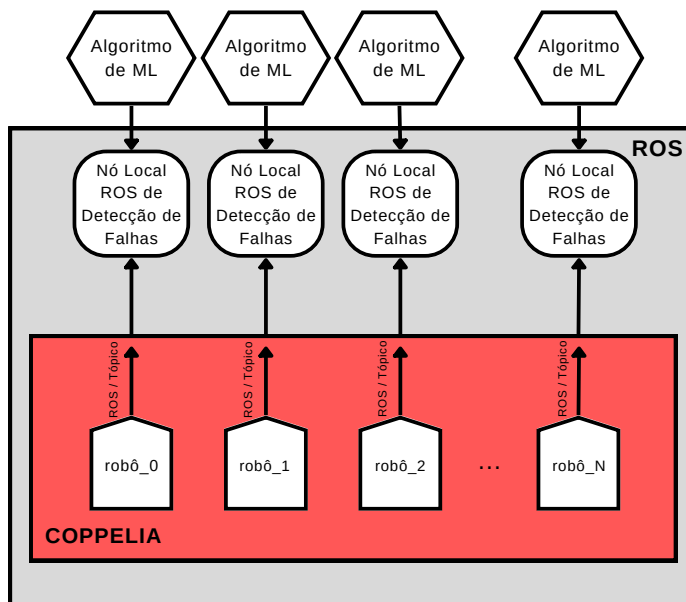 Algoritmo
de ML
Algoritmo
de ML
Algoritmo
de ML
Algoritmo
de ML
ROS
Nó Local
ROS de
Detecção de
Falhas
Nó Local
ROS de
Detecção de
Falhas
Nó Local
ROS de
Detecção de
Falhas
Nó Local
ROS de
Detecção de
Falhas
ROS / Tópico
ROS / Tópico
ROS / Tópico
ROS / Tópico
robô_0
robô_1
robô_2
...
robô_N
COPPELIA